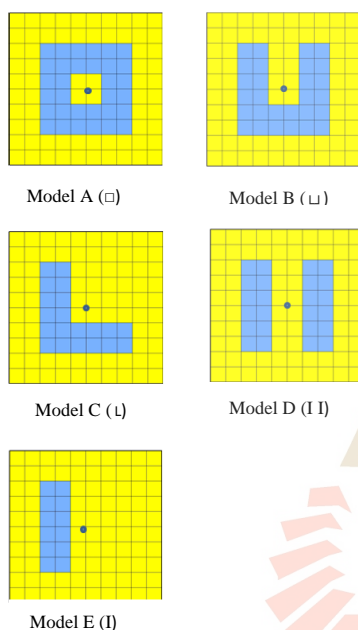 Model A (□)
Model B (⊔)
Model C (L)
Model D (I I)
Model E (I)